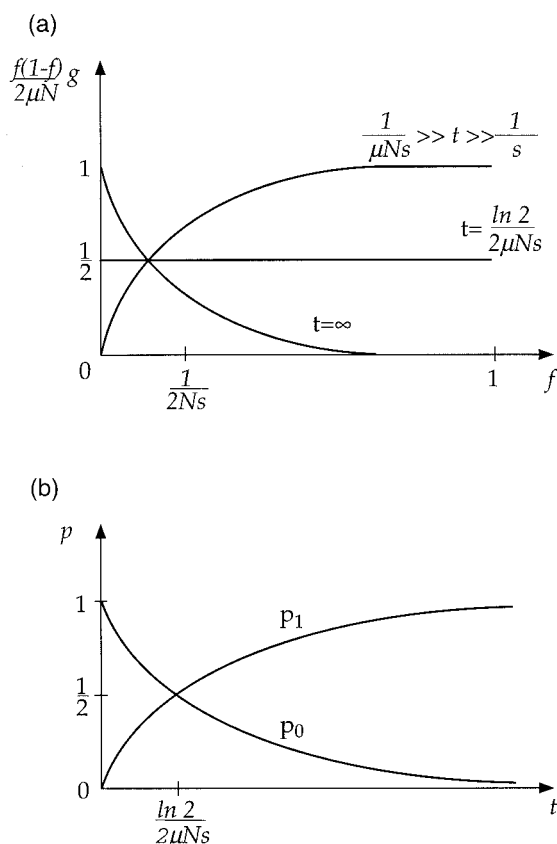 (a)
f(1-f)/2μN g
1/μNs >> t >> 1/s
1
t= ln 2/2μNs
1/2
t=∞
0
1/2Ns
1
f
(b)
p
1
p₁
1/2
p₀
0
ln 2/2μNs
t